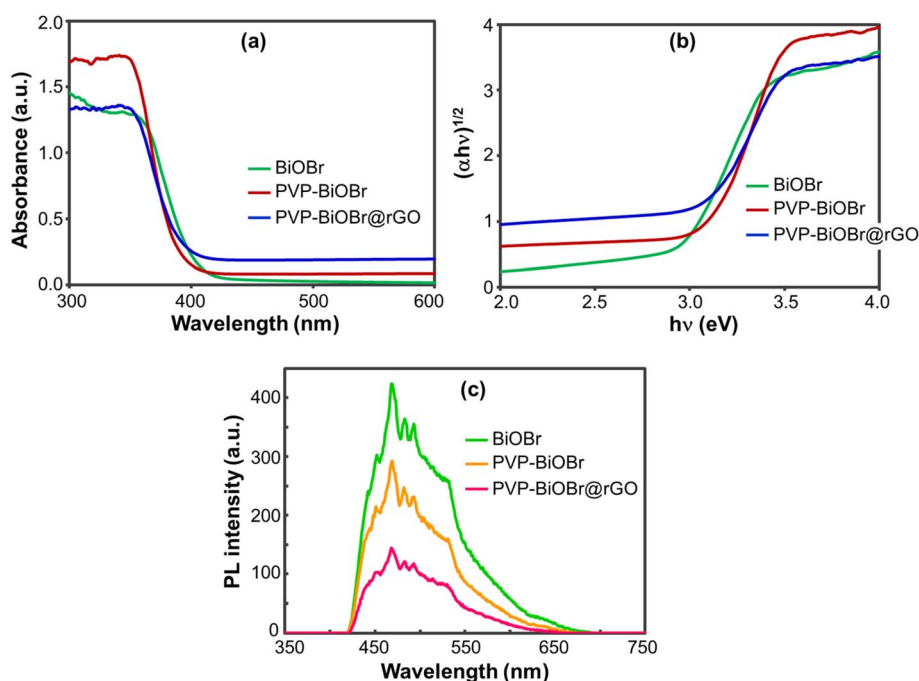 (a)
Absorbance (a.u.)
2.0
1.5
1.0
0.5
0.0
BiOBr
PVP-BiOBr
PVP-BiOBr@rGO
300 400 500 600
Wavelength (nm)
(b)
(αhν)1/2
4
3
2
1
0
BiOBr
PVP-BiOBr
PVP-BiOBr@rGO
2.0 2.5 3.0 3.5 4.0
hν (eV)
(c)
PL intensity (a.u.)
400
300
200
100
0
BiOBr
PVP-BiOBr
PVP-BiOBr@rGO
350 450 550 650 750
Wavelength (nm)